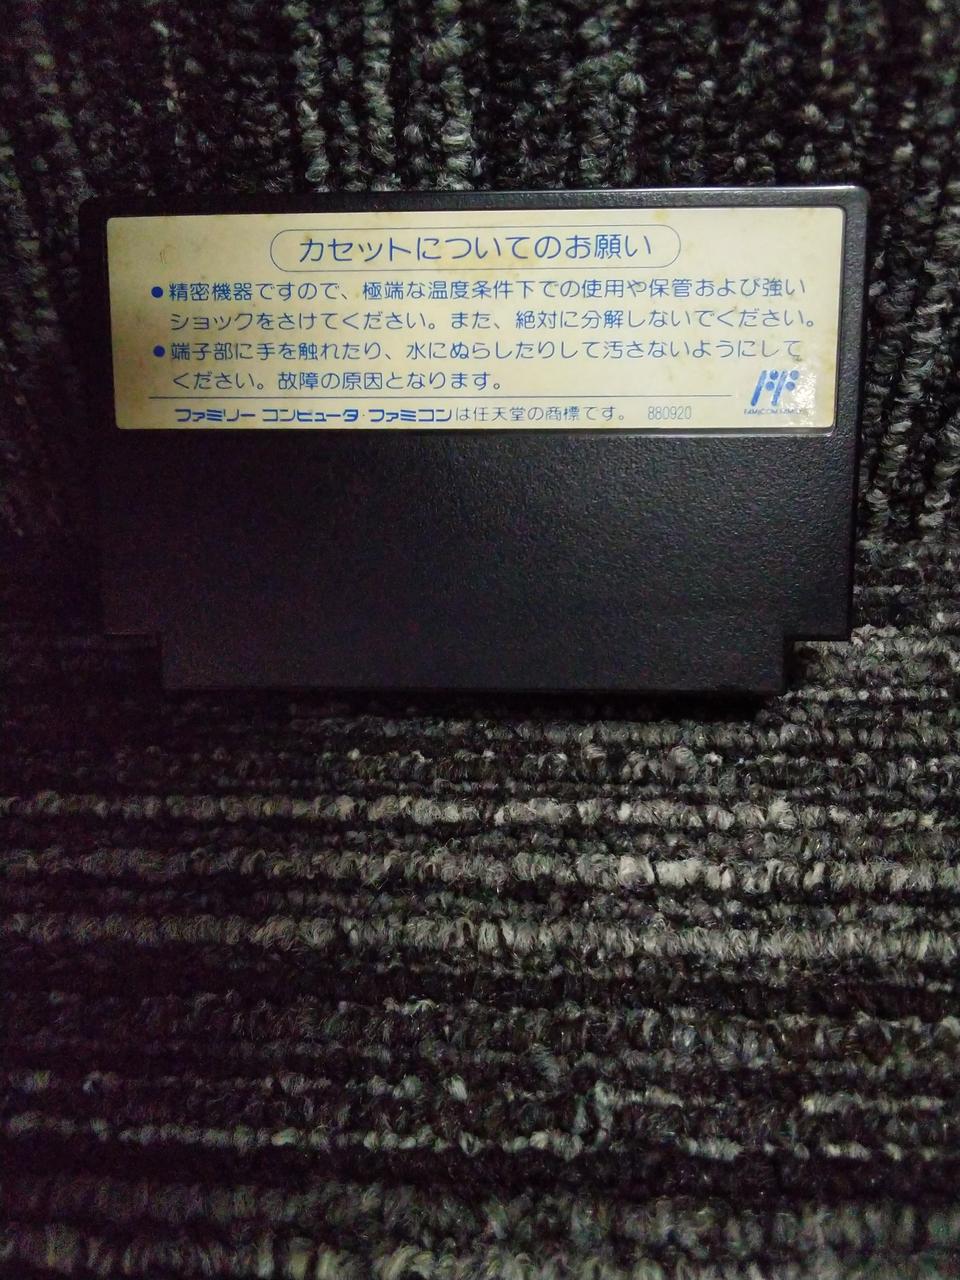 カセットについてのお願い
●精密機器ですので、極端な温度条件下での使用や保管および強い
ショックをさけてください。また、絶対に分解しないでください。
●端子部に手を触れたり、水にぬらしたりして汚さないようにして
ください。故障の原因となります。
FAMICOM FAMILY
ファミリー コンピュータ・ファミコンは任天堂の商標です。 880920